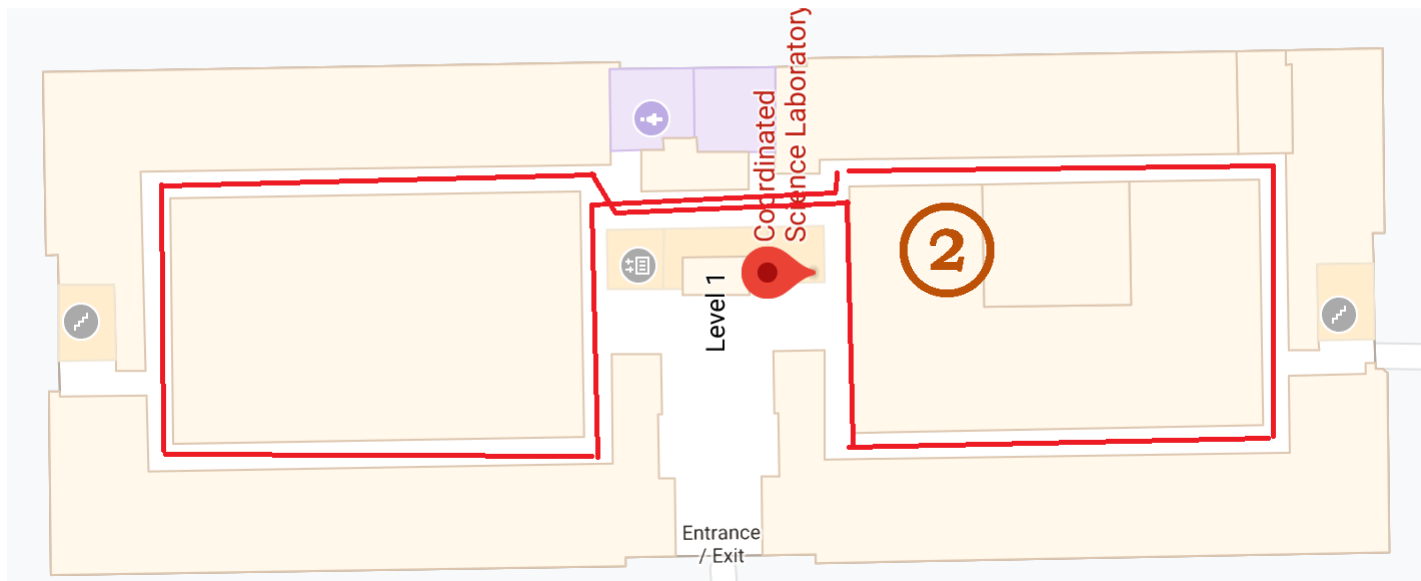 Coordinated
Science Laboratory
2
Level 1
Entrance
/ Exit